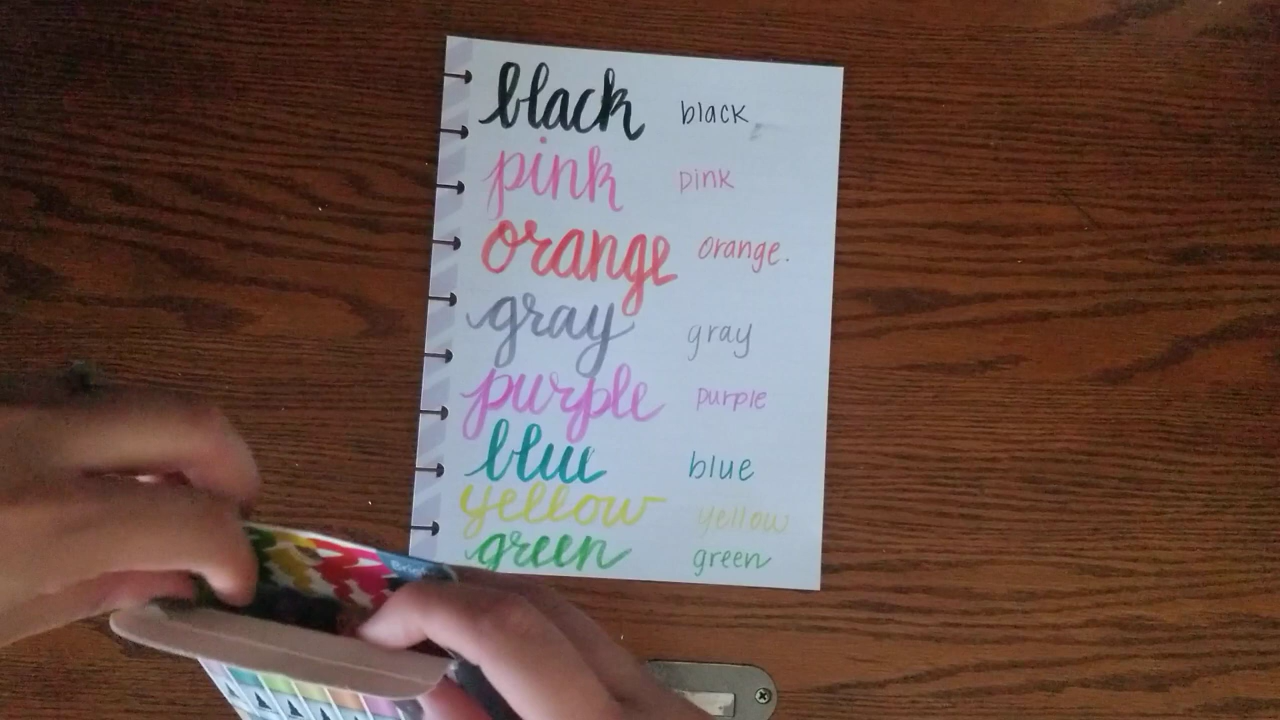 black black
pink pink
orange orange.
gray gray
purple purple
blue blue
yellow yellow
green green